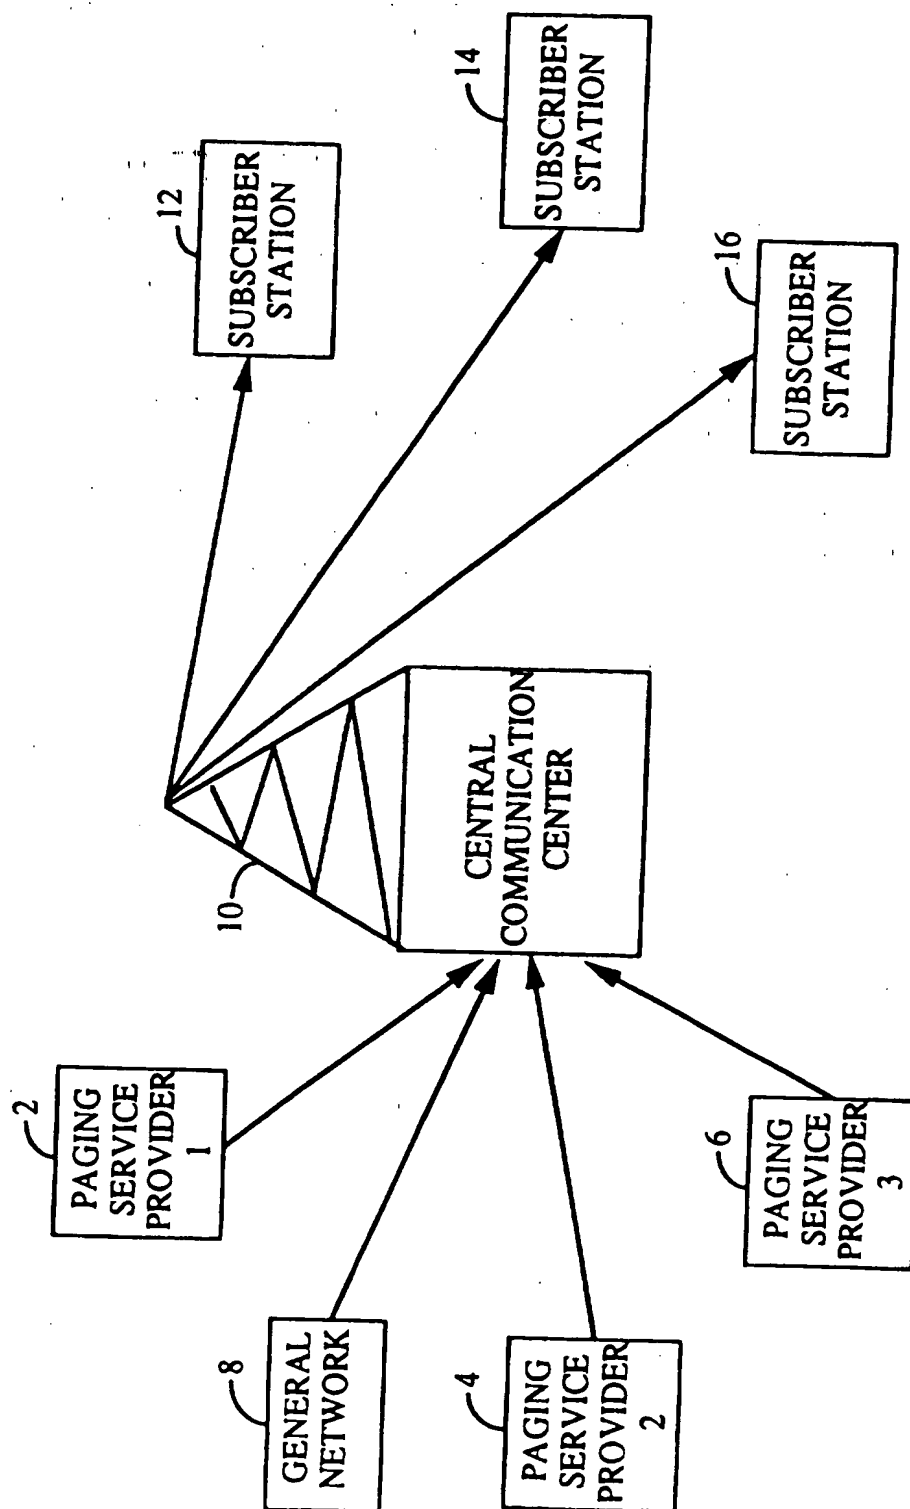 2
PAGING
SERVICE
PROVIDER
1
8
GENERAL
NETWORK
4
PAGING
SERVICE
PROVIDER
2
6
PAGING
SERVICE
PROVIDER
3
10
CENTRAL
COMMUNICATION
CENTER
12
SUBSCRIBER
STATION
14
SUBSCRIBER
STATION
16
SUBSCRIBER
STATION